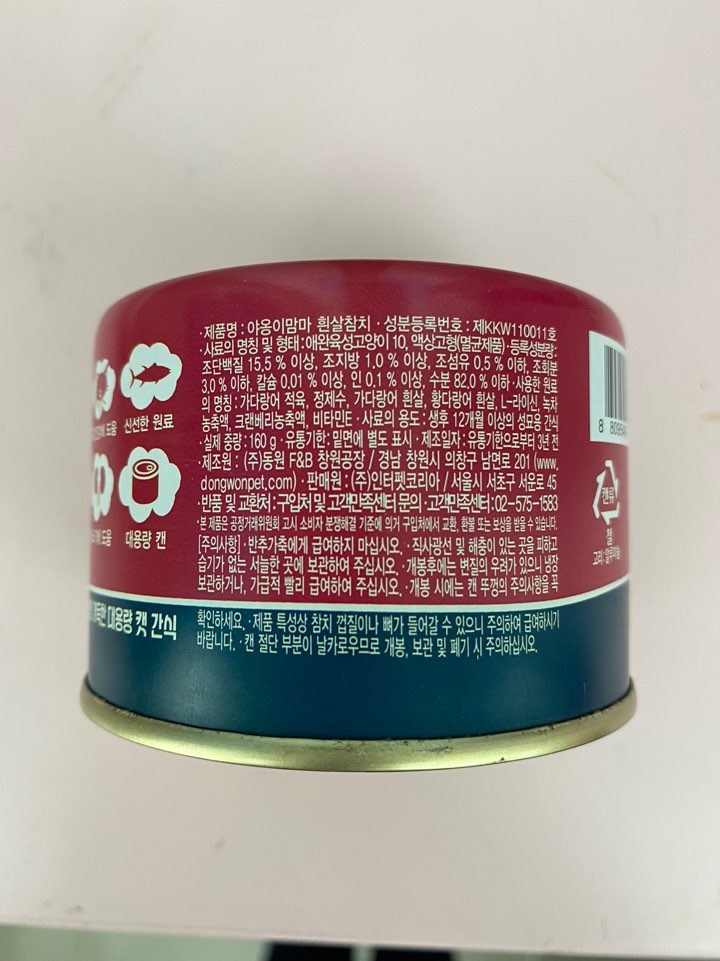 ·제품명 : 야옹이맘마 흰살참치 · 성분등록번호 : 제KKW110011호
·사료의 명칭 및 형태 : 애완육성고양이 10, 액상고형(멸균제품) ·등록성분량:
조단백질 15.5 % 이상, 조지방 1.0 % 이상, 조섬유 0.5 % 이하, 조회분
3.0 % 이하, 칼슘 0.01 % 이상, 인 0.1 % 이상, 수분 82.0 % 이하 ·사용한 원료
의 명칭 : 가다랑어 적육, 정제수, 가다랑어 흰살, 황다랑어 흰살, L-라이신, 녹차
농축액, 크랜베리농축액, 비타민E · 사료의 용도 : 생후 12개월 이상의 성묘용 간식
·실제 중량 : 160 g · 유통기한 : 밑면에 별도 표시 · 제조일자 : 유통기한으로부터 3년 전
·제조원 : (주)동원 F&B 창원공장 / 경남 창원시 의창구 남면로 201 (www.
dongwonpet.com) · 판매원 : (주)인터펫코리아 / 서울시 서초구 서운로 45
·반품 및 교환처 : 구입처 및 고객만족센터 문의 ·고객만족센터 : 02-575-1583
·본 제품은 공정거래위원회 고시 소비자 분쟁해결 기준에 의거 구입처에서 교환, 환불 또는 보상을 받을 수 있습니다.
[주의사항] · 반추가축에게 급여하지 마십시오. · 직사광선 및 해충이 있는 곳을 피하고
습기가 없는 서늘한 곳에 보관하여 주십시오. · 개봉후에는 변질의 우려가 있으니 냉장
보관하거나, 가급적 빨리 급여하여 주십시오. · 개봉 시에는 캔 뚜껑의 주의사항을 꼭
확인하세요. · 제품 특성상 참치 껍질이나 뼈가 들어갈 수 있으니 주의하여 급여하시기
바랍니다. · 캔 절단 부분이 날카로우므로 개봉, 보관 및 폐기 시 주의하십시오.
도움 신선한 원료
도움 대용량 캔
대용량 캣 간식
캔류